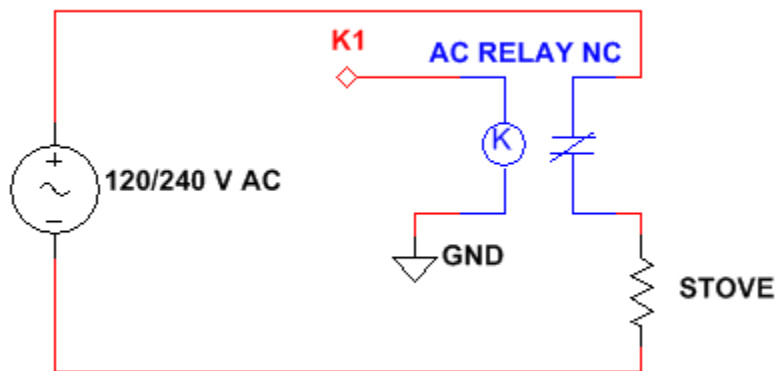 K1
AC RELAY NC
K
120/240 V AC
GND
STOVE